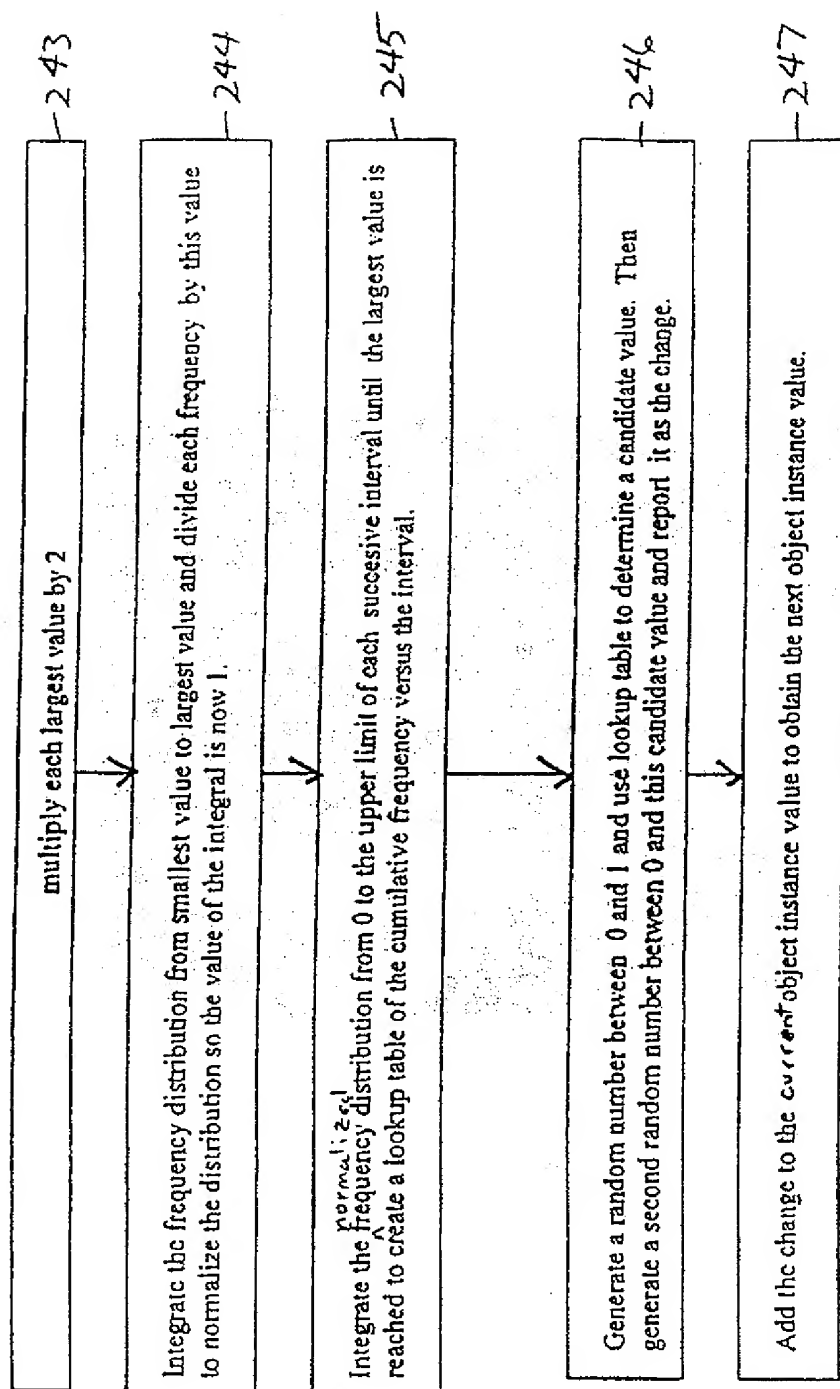 multiply each largest value by 2
243
Integrate the frequency distribution from smallest value to largest value and divide each frequency by this value
to normalize the distribution so the value of the integral is now 1.
244
normalized
Integrate the ^ frequency distribution from 0 to the upper limit of each succesive interval until the largest value is
reached to create a lookup table of the cumulative frequency versus the interval.
245
Generate a random number between 0 and 1 and use lookup table to determine a candidate value. Then
generate a second random number between 0 and this candidate value and report it as the change.
246
Add the change to the current object instance value to obtain the next object instance value.
247